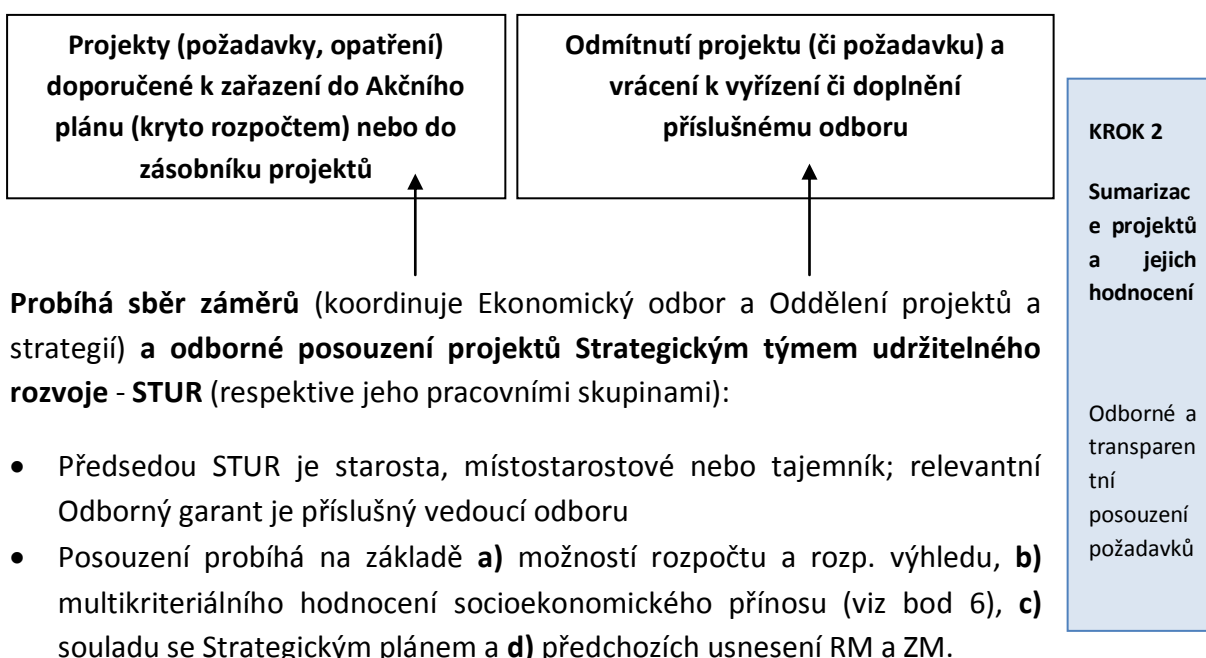 Projekty (požadavky, opatření)
doporučené k zařazení do Akčního
plánu (kryto rozpočtem) nebo do
zásobníku projektů
Odmítnutí projektu (či požadavku) a
vrácení k vyřízení či doplnění
příslušnému odboru
KROK 2
Sumarizac
e projektů
a jejich
hodnocení
Odborné a
transparen
tní
posouzení
požadavků
Probíhá sběr záměrů (koordinuje Ekonomický odbor a Oddělení projektů a
strategií) a odborné posouzení projektů Strategickým týmem udržitelného
rozvoje - STUR (respektive jeho pracovními skupinami):
• Předsedou STUR je starosta, místostarostové nebo tajemník; relevantní
Odborný garant je příslušný vedoucí odboru
• Posouzení probíhá na základě a) možností rozpočtu a rozp. výhledu, b)
multikriteriálního hodnocení socioekonomického přínosu (viz bod 6), c)
souladu se Strategickým plánem a d) předchozích usnesení RM a ZM.